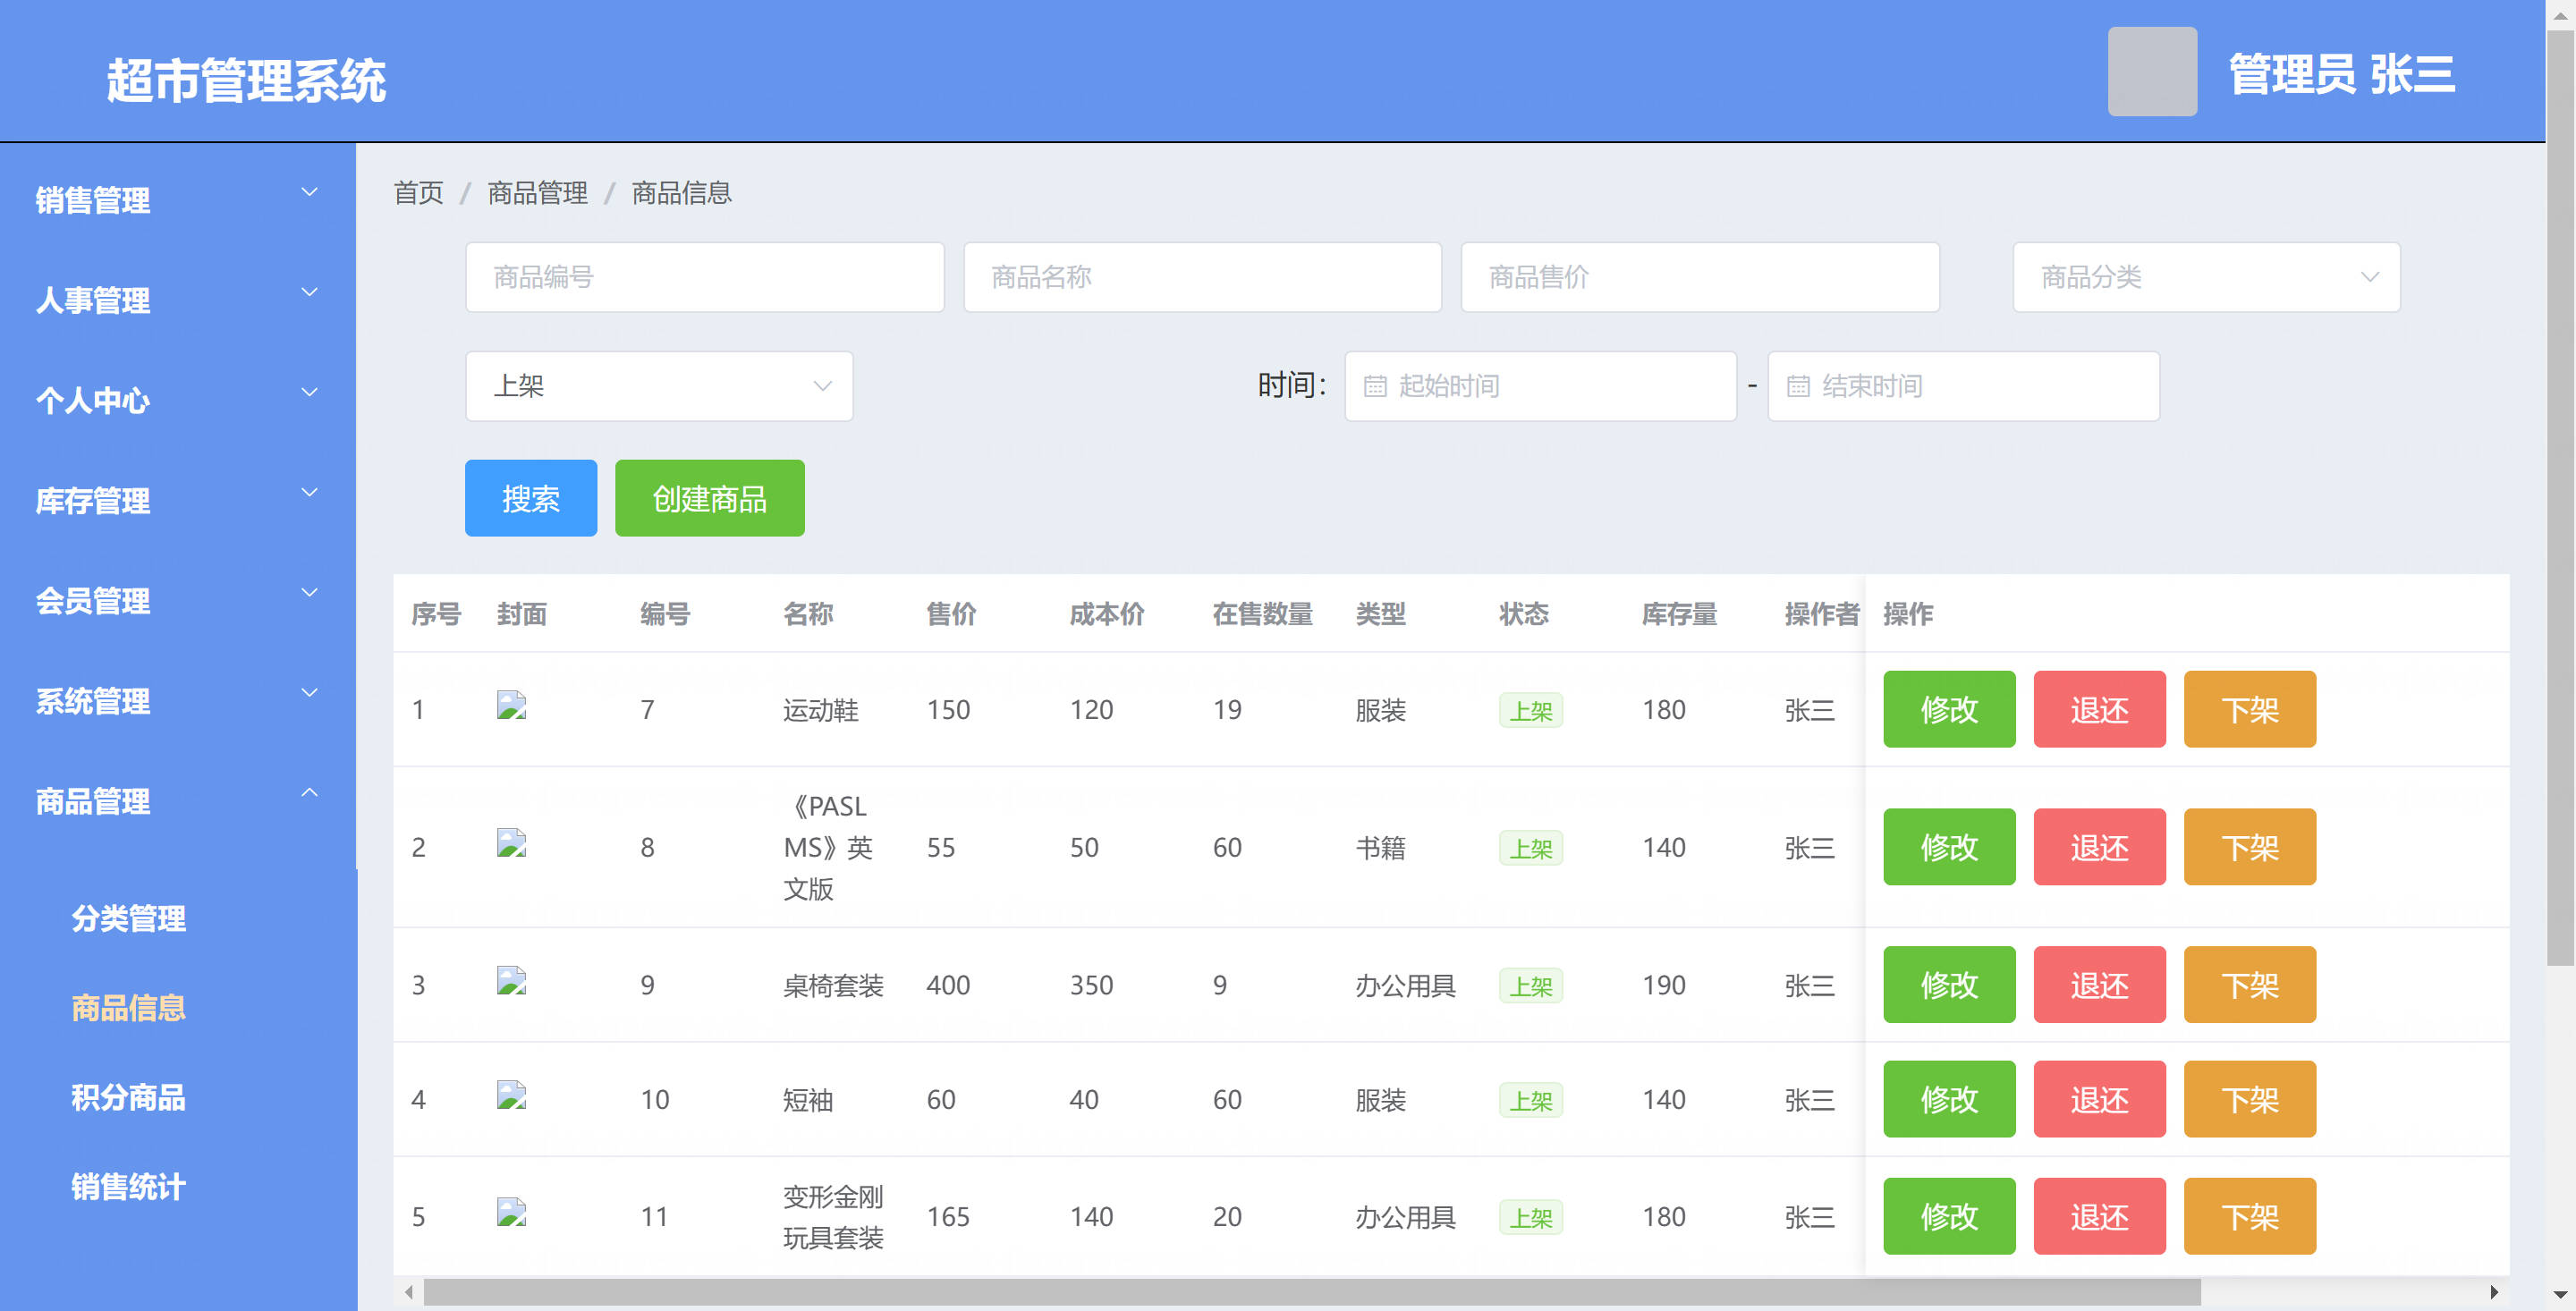 超市管理系统
管理员 张三
销售管理
人事管理
个人中心
库存管理
会员管理
系统管理
商品管理
分类管理
商品信息
积分商品
销售统计
首页 / 商品管理 / 商品信息
商品编号 商品名称 商品售价 商品分类
上架 时间： 起始时间 - 结束时间
搜索 创建商品
序号 封面 编号 名称 售价 成本价 在售数量 类型 状态 库存量 操作者 操作
1 7 运动鞋 150 120 19 服装 上架 180 张三 修改 退还 下架
2 8 《PASL
MS》英
文版 55 50 60 书籍 上架 140 张三 修改 退还 下架
3 9 桌椅套装 400 350 9 办公用具 上架 190 张三 修改 退还 下架
4 10 短袖 60 40 60 服装 上架 140 张三 修改 退还 下架
5 11 变形金刚
玩具套装 165 140 20 办公用具 上架 180 张三 修改 退还 下架